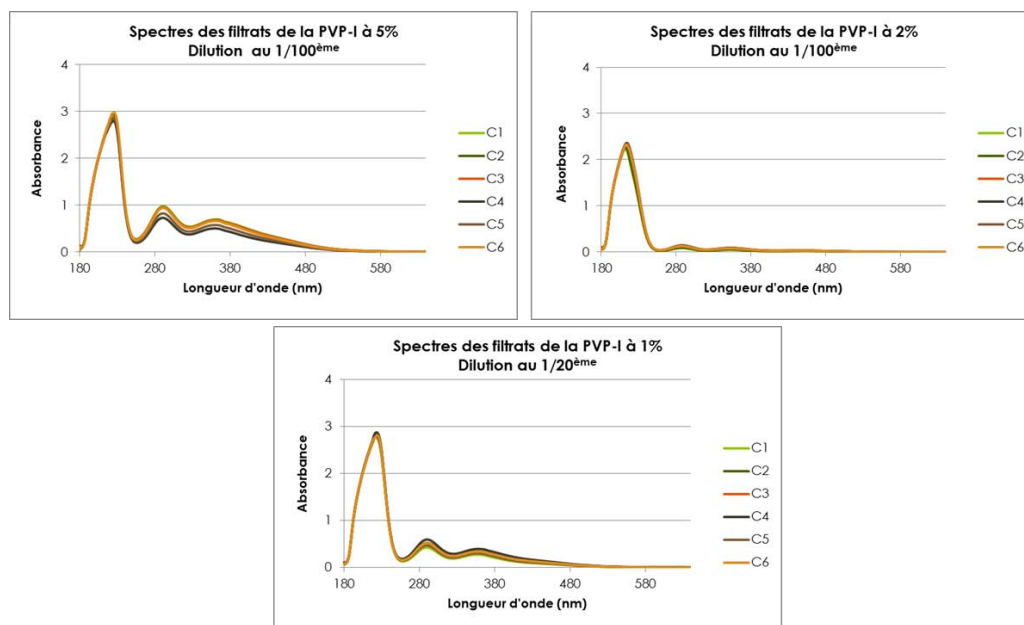 Spectres des filtrats de la PVP-I à 5%
Dilution au 1/100ème
4
3
2
1
0
Absorbance
180 280 380 480 580
Longueur d'onde (nm)
C1
C2
C3
C4
C5
C6
Spectres des filtrats de la PVP-I à 2%
Dilution au 1/100ème
4
3
2
1
0
Absorbance
180 280 380 480 580
Longueur d'onde (nm)
C1
C2
C3
C4
C5
C6
Spectres des filtrats de la PVP-I à 1%
Dilution au 1/20ème
4
3
2
1
0
Absorbance
180 280 380 480 580
Longueur d'onde (nm)
C1
C2
C3
C4
C5
C6